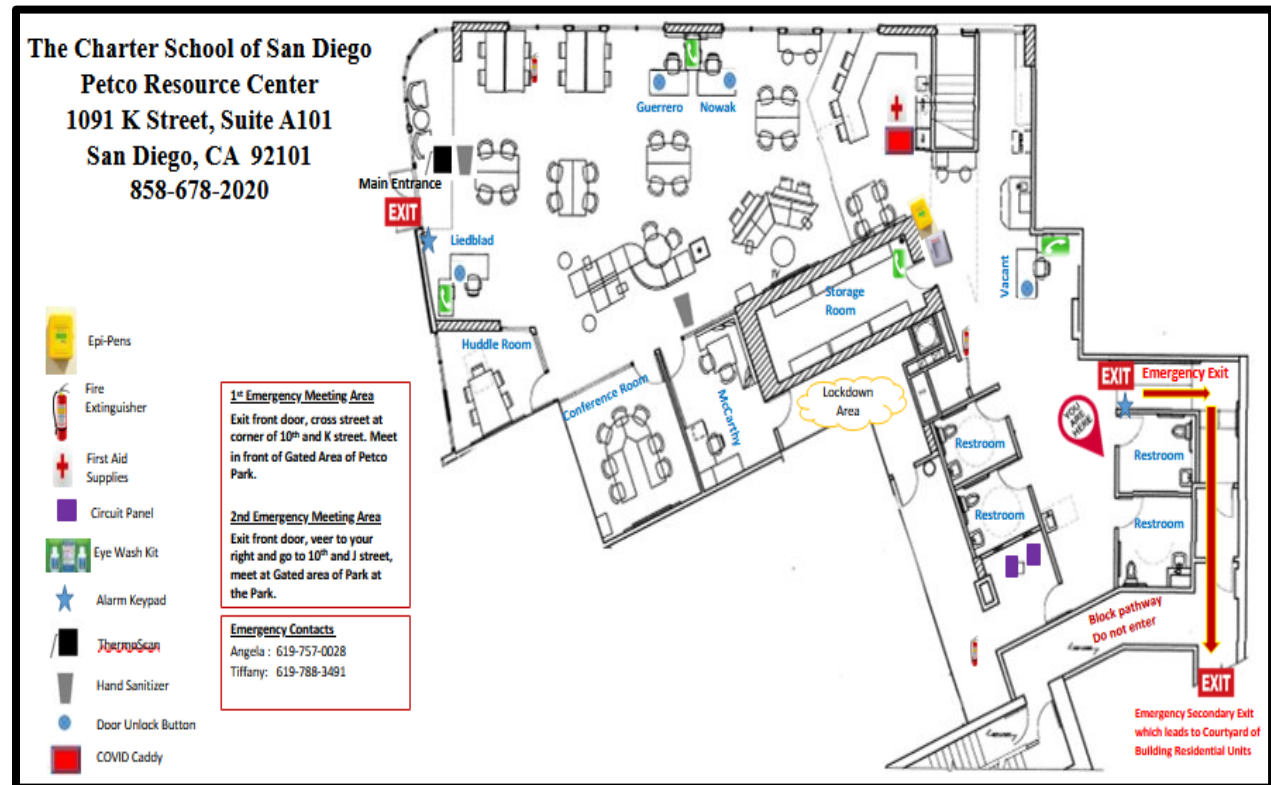 The Charter School of San Diego
Petco Resource Center
1091 K Street, Suite A101
San Diego, CA 92101
858-678-2020
Main Entrance
EXIT
Guerrero
Nowak
Liedblad
Vacant
TV
Storage
Room
Huddle Room
Conference Room
McCarthy
Lockdown
Area
EXIT
Emergency Exit
YOU
ARE
HERE
Restroom
Restroom
Restroom
Restroom
Block pathway
Do not enter
EXIT
Emergency Secondary Exit
which leads to Courtyard of
Building Residential Units
Epi-Pens
Fire
Extinguisher
First Aid
Supplies
Circuit Panel
Eye Wash Kit
Alarm Keypad
ThermoScan
Hand Sanitizer
Door Unlock Button
COVID Caddy
1st Emergency Meeting Area
Exit front door, cross street at
corner of 10th and K street. Meet
in front of Gated Area of Petco
Park.
2nd Emergency Meeting Area
Exit front door, veer to your
right and go to 10th and J street,
meet at Gated area of Park at
the Park.
Emergency Contacts
Angela : 619-757-0028
Tiffany: 619-788-3491